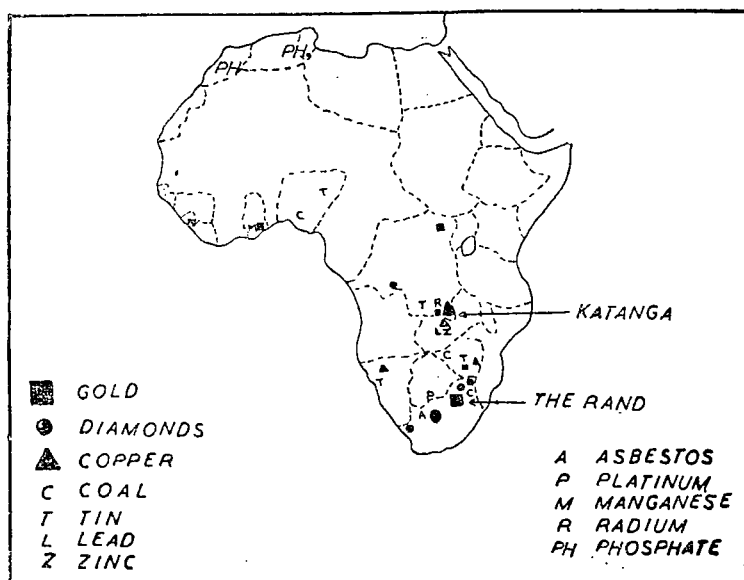 PH
PH
T
C
T
R
L
Z
KATANGA
C
T
T
C
P
A
THE RAND
GOLD
DIAMONDS
COPPER
C COAL
T TIN
L LEAD
Z ZINC
A ASBESTOS
P PLATINUM
M MANGANESE
R RADIUM
PH PHOSPHATE